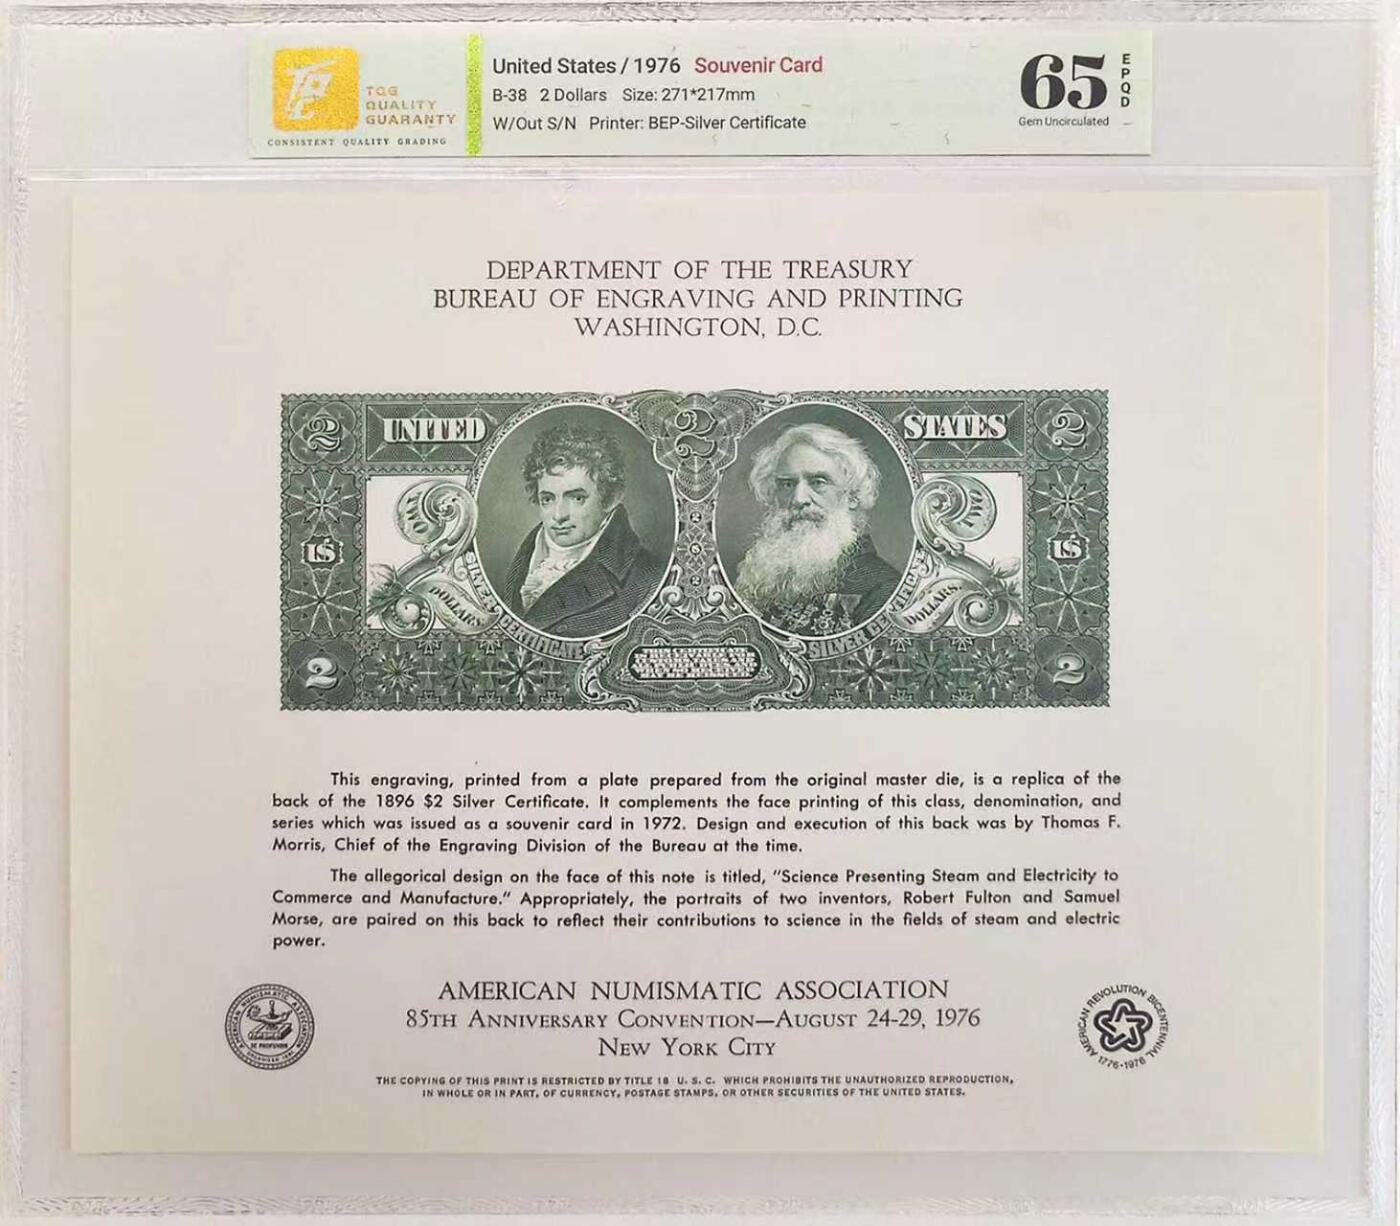 TQG
QUALITY
GUARANTY
CONSISTENT QUALITY GRADING
United States / 1976 Souvenir Card
B-38 2 Dollars Size: 271*217mm
W/Out S/N Printer: BEP-Silver Certificate
65
EPQD
Gem Uncirculated
DEPARTMENT OF THE TREASURY
BUREAU OF ENGRAVING AND PRINTING
WASHINGTON, D.C.
2 UNITED 2 STATES 2
TWO TWO
US US
SILVER CERTIFICATE SILVER CERTIFICATE
DOLLARS DOLLARS.
2 2
This engraving, printed from a plate prepared from the original master die, is a replica of the
back of the 1896 $2 Silver Certificate. It complements the face printing of this class, denomination, and
series which was issued as a souvenir card in 1972. Design and execution of this back was by Thomas F.
Morris, Chief of the Engraving Division of the Bureau at the time.
The allegorical design on the face of this note is titled, "Science Presenting Steam and Electricity to
Commerce and Manufacture." Appropriately, the portraits of two inventors, Robert Fulton and Samuel
Morse, are paired on this back to reflect their contributions to science in the fields of steam and electric
power.
AMERICAN NUMISMATIC ASSOCIATION
85TH ANNIVERSARY CONVENTION—AUGUST 24-29, 1976
NEW YORK CITY
AMERICAN NUMISMATIC ASSOCIATION
AMERICAN REVOLUTION BICENTENNIAL
1776-1976
THE COPYING OF THIS PRINT IS RESTRICTED BY TITLE 18 U. S. C. WHICH PROHIBITS THE UNAUTHORIZED REPRODUCTION,
IN WHOLE OR IN PART, OF CURRENCY, POSTAGE STAMPS, OR OTHER SECURITIES OF THE UNITED STATES.